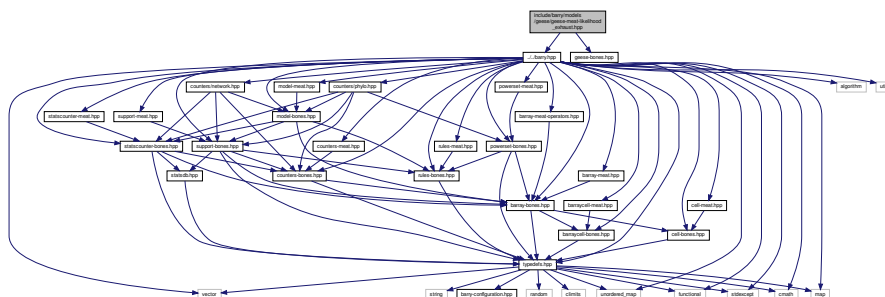 include/barry/models
/geese/geese-meat-likelihood
_exhaust.hpp
../../barry.hpp
geese-bones.hpp
counters/network.hpp
model-meat.hpp
counters/phylo.hpp
powerset-meat.hpp
algorithm
statscounter-meat.hpp
support-meat.hpp
model-bones.hpp
barray-meat-operators.hpp
statscounter-bones.hpp
support-bones.hpp
counters-meat.hpp
rules-meat.hpp
powerset-bones.hpp
statsdb.hpp
counters-bones.hpp
rules-bones.hpp
barray-meat.hpp
barray-bones.hpp
barraycell-meat.hpp
cell-meat.hpp
barraycell-bones.hpp
cell-bones.hpp
typedefs.hpp
vector
string
barry-configuration.hpp
random
climits
unordered_map
functional
stdexcept
cmath
map